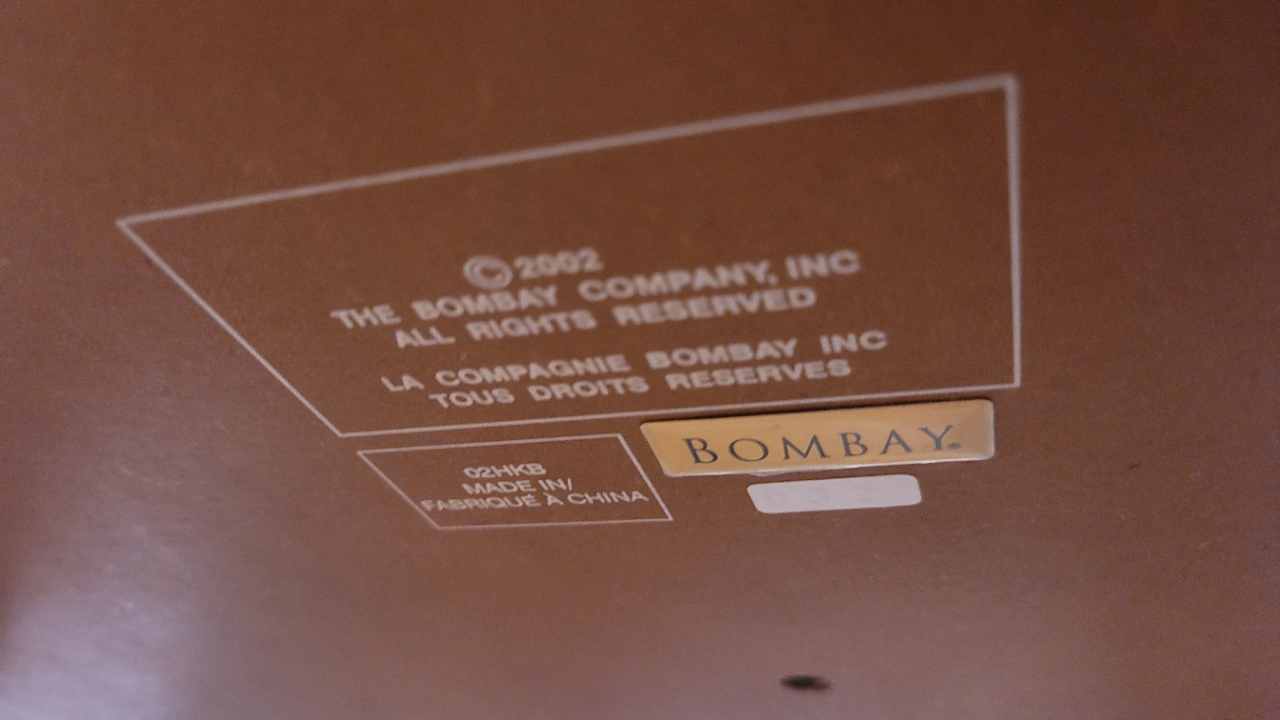 ©2002
THE BOMBAY COMPANY, INC
ALL RIGHTS RESERVED
LA COMPAGNIE BOMBAY INC
TOUS DROITS RESERVES
BOMBAY®
02HKB
MADE IN/
FABRIQUÉ À CHINA